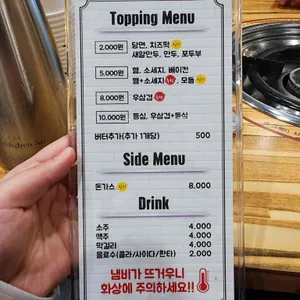 Topping Menu
2.000원 당면, 치즈떡
새알만두, 만두, 포두부
5.000원 햄, 소세지, 베이컨
햄+소세지, 모듬
8.000원 우삼겹
10.000원 등심, 우삼겹+등심
버터추가(추가 1개당) 500
Side Menu
돈가스 8.000
Drink
소주 4.000
맥주 4.000
막걸리 4.000
음료수(콜라/사이다/환타) 2.000
냄비가 뜨거우니
화상에 주의하세요!!